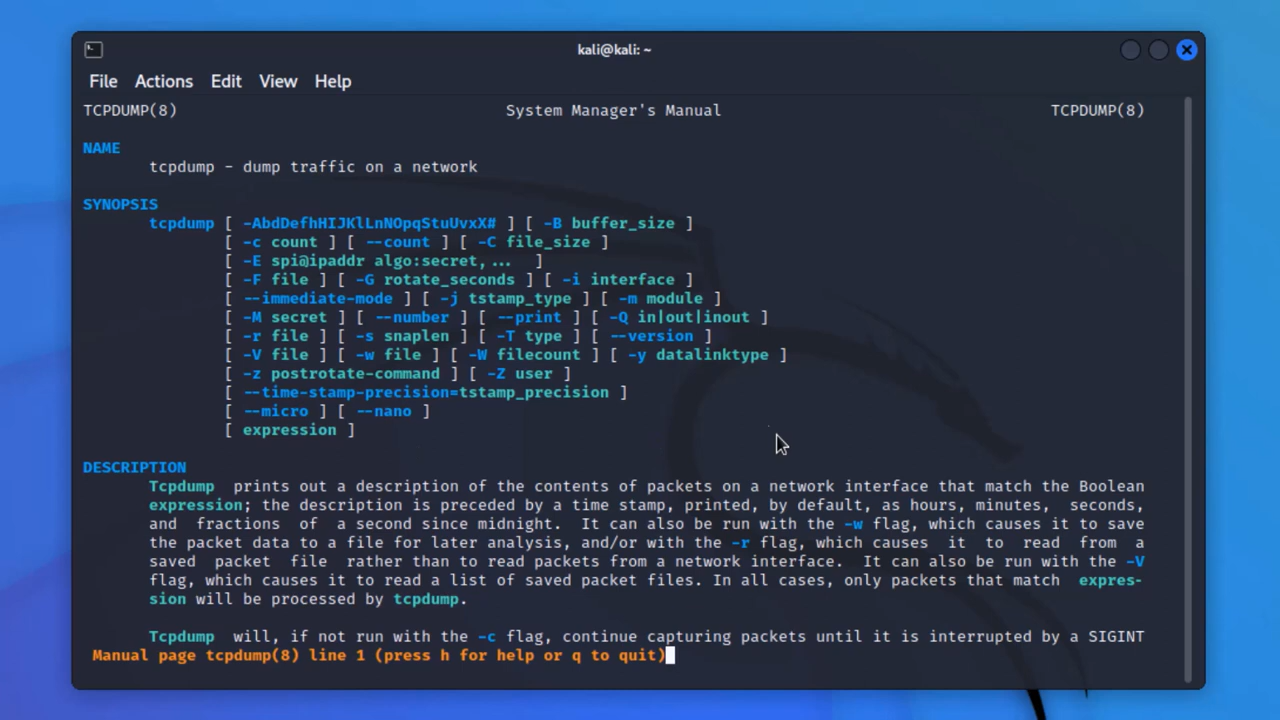 kali@kali: ~
File Actions Edit View Help
TCPDUMP(8) System Manager's Manual TCPDUMP(8)
NAME
tcpdump - dump traffic on a network
SYNOPSIS
tcpdump [ -AbdDefhHIJKlLnNOpqStuUvxX# ] [ -B buffer_size ]
[ -c count ] [ --count ] [ -C file_size ]
[ -E spi@ipaddr algo:secret,... ]
[ -F file ] [ -G rotate_seconds ] [ -i interface ]
[ --immediate-mode ] [ -j tstamp_type ] [ -m module ]
[ -M secret ] [ --number ] [ --print ] [ -Q in|out|inout ]
[ -r file ] [ -s snaplen ] [ -T type ] [ --version ]
[ -V file ] [ -w file ] [ -W filecount ] [ -y datalinktype ]
[ -z postrotate-command ] [ -Z user ]
[ --time-stamp-precision=tstamp_precision ]
[ --micro ] [ --nano ]
[ expression ]
DESCRIPTION
Tcpdump prints out a description of the contents of packets on a network interface that match the Boolean
expression; the description is preceded by a time stamp, printed, by default, as hours, minutes, seconds,
and fractions of a second since midnight. It can also be run with the -w flag, which causes it to save
the packet data to a file for later analysis, and/or with the -r flag, which causes it to read from a
saved packet file rather than to read packets from a network interface. It can also be run with the -V
flag, which causes it to read a list of saved packet files. In all cases, only packets that match expres-
sion will be processed by tcpdump.
Tcpdump will, if not run with the -c flag, continue capturing packets until it is interrupted by a SIGINT
Manual page tcpdump(8) line 1 (press h for help or q to quit)